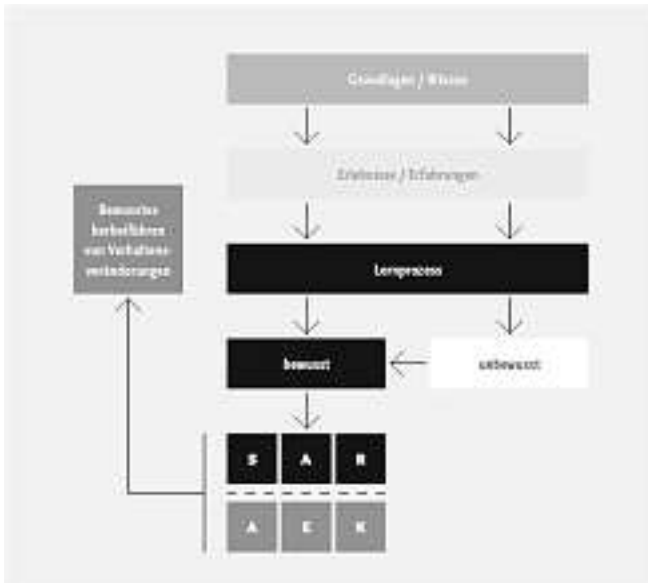 Grundlagen / Wissen
Erlebnisse / Erfahrungen
Bewusstes
herbeiführen
von Verhaltens-
veränderungen
Lernprozess
bewusst
unbewusst
S A R
A E K